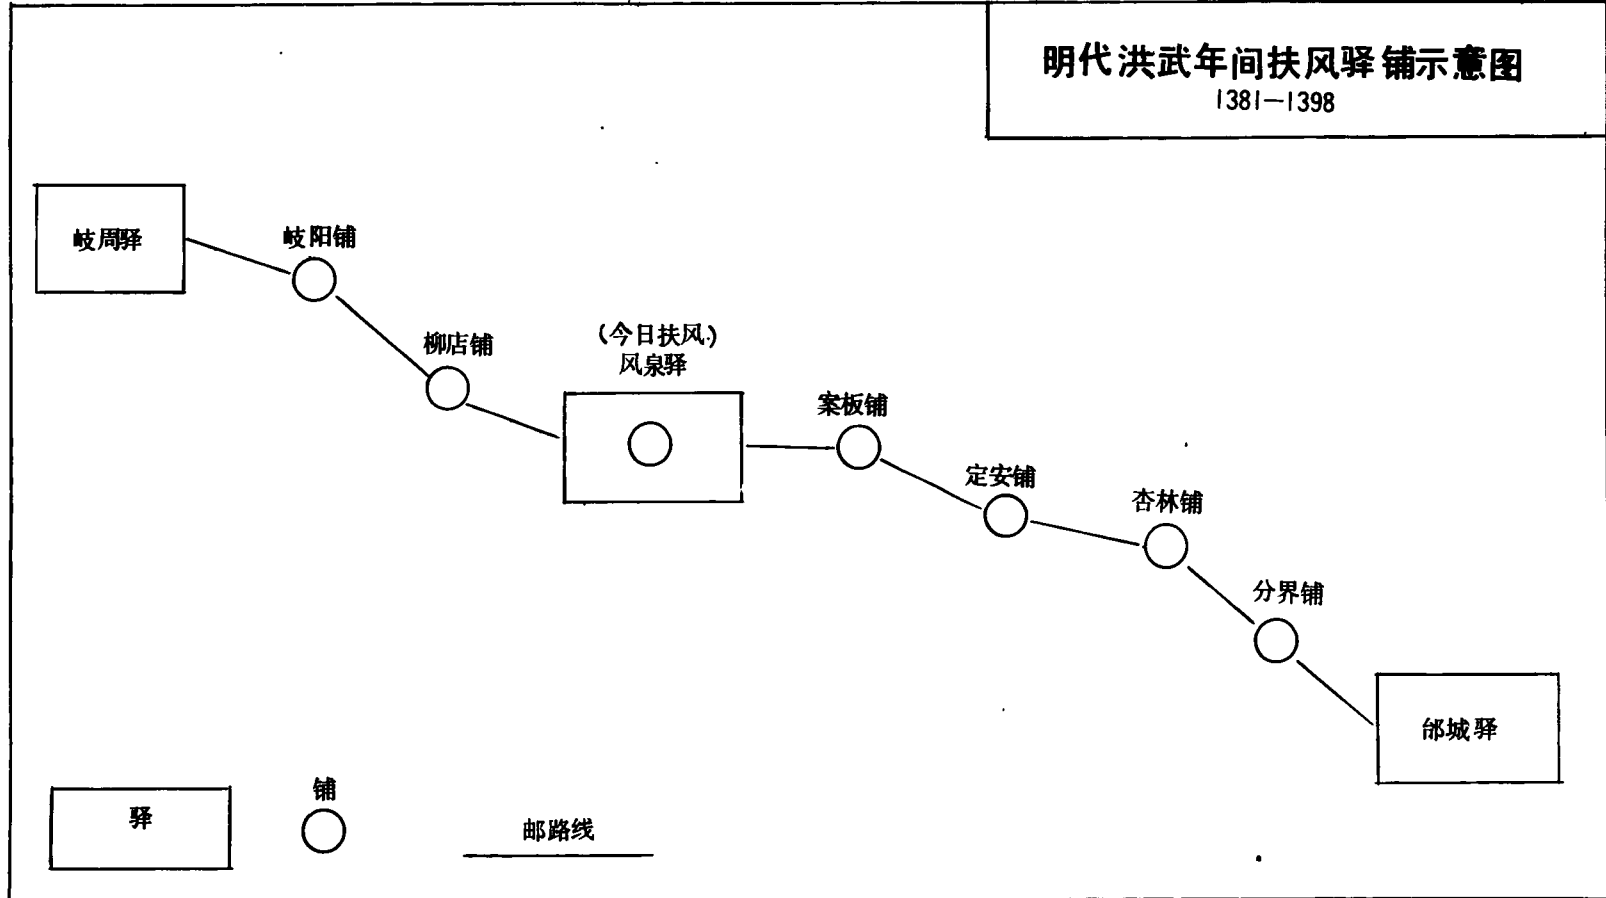 明代洪武年间扶风驿铺示意图
1381—1398
岐周驿
岐阳铺
柳店铺
(今日扶风)
风泉驿
案板铺
定安铺
杏林铺
分界铺
邰城驿
驿
铺
邮路线